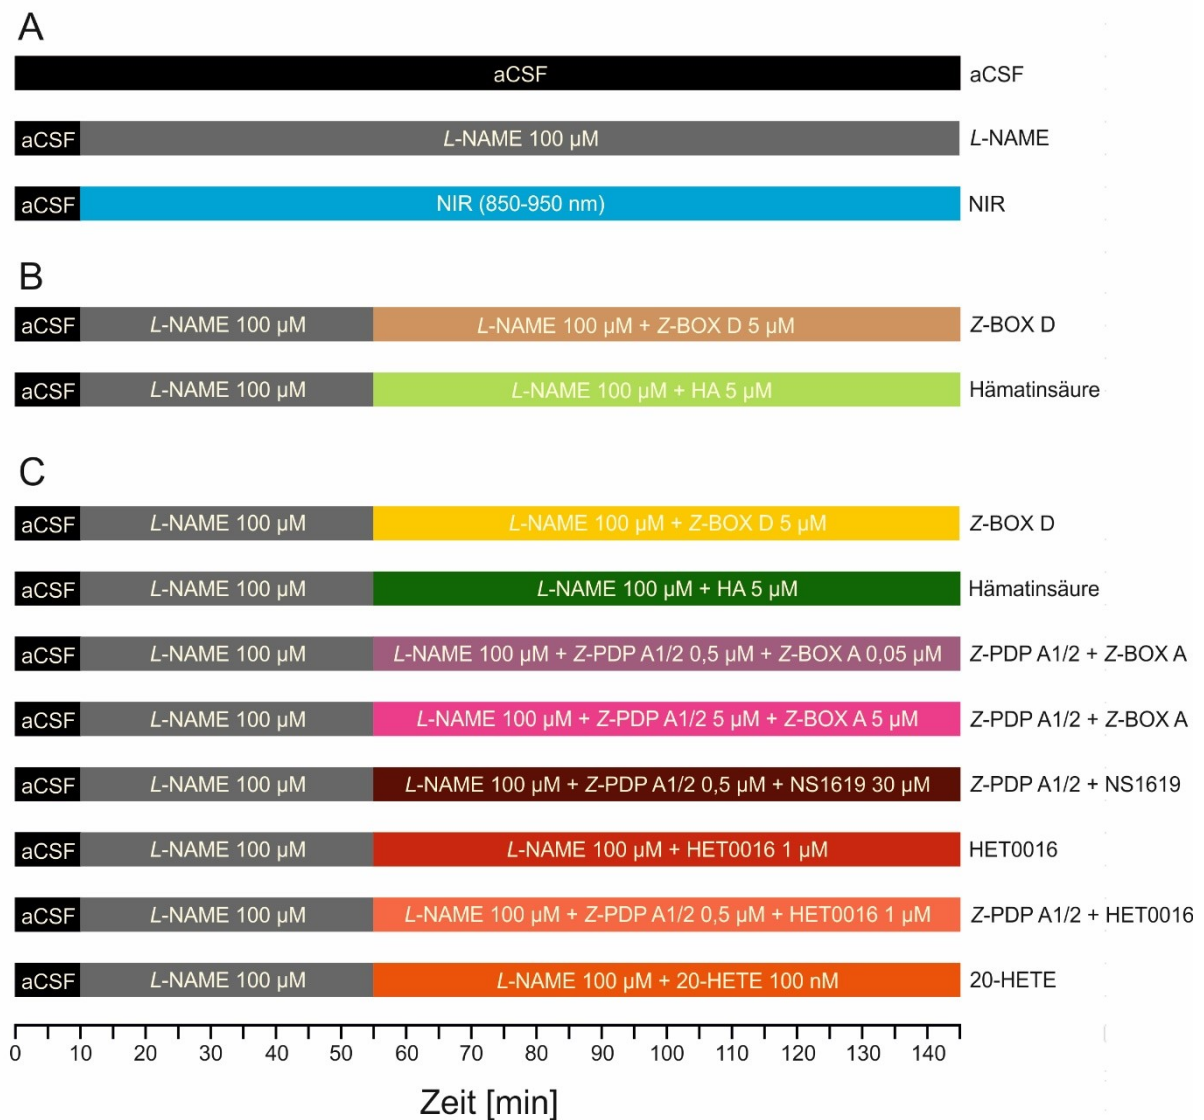 A
aCSF aCSF
aCSF L-NAME 100 µM L-NAME
aCSF NIR (850-950 nm) NIR
B
aCSF L-NAME 100 µM L-NAME 100 µM + Z-BOX D 5 µM Z-BOX D
aCSF L-NAME 100 µM L-NAME 100 µM + HA 5 µM Hämatinsäure
C
aCSF L-NAME 100 µM L-NAME 100 µM + Z-BOX D 5 µM Z-BOX D
aCSF L-NAME 100 µM L-NAME 100 µM + HA 5 µM Hämatinsäure
aCSF L-NAME 100 µM L-NAME 100 µM + Z-PDP A1/2 0,5 µM + Z-BOX A 0,05 µM Z-PDP A1/2 + Z-BOX A
aCSF L-NAME 100 µM L-NAME 100 µM + Z-PDP A1/2 5 µM + Z-BOX A 5 µM Z-PDP A1/2 + Z-BOX A
aCSF L-NAME 100 µM L-NAME 100 µM + Z-PDP A1/2 0,5 µM + NS1619 30 µM Z-PDP A1/2 + NS1619
aCSF L-NAME 100 µM L-NAME 100 µM + HET0016 1 µM HET0016
aCSF L-NAME 100 µM L-NAME 100 µM + Z-PDP A1/2 0,5 µM + HET0016 1 µM Z-PDP A1/2 + HET0016
aCSF L-NAME 100 µM L-NAME 100 µM + 20-HETE 100 nM 20-HETE
0 10 20 30 40 50 60 70 80 90 100 110 120 130 140
Zeit [min]